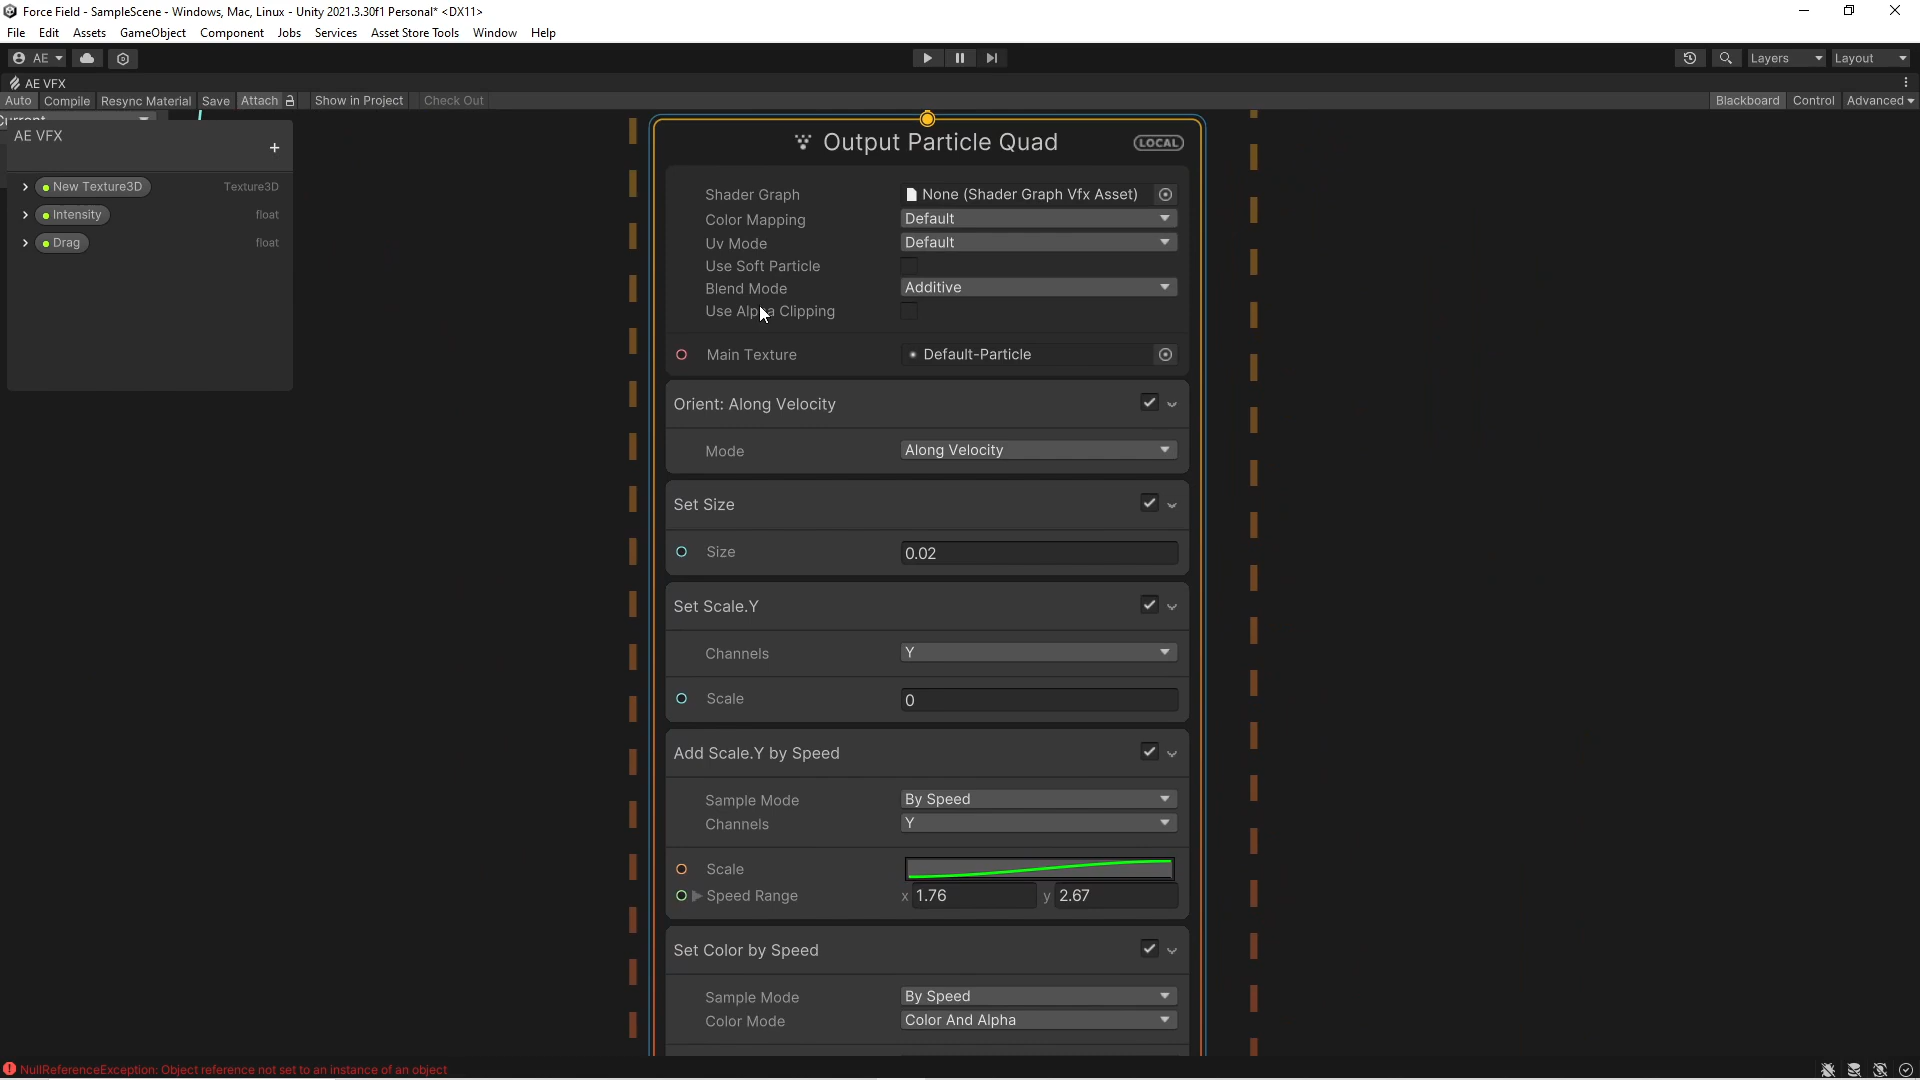 Force Field - SampleScene - Windows, Mac, Linux - Unity 2021.3.30f1 Personal* <DX11>
File Edit Assets GameObject Component Jobs Services Asset Store Tools Window Help
AE Layers Layout
AE VFX
Auto Compile Resync Material Save Attach Show in Project Check Out Blackboard Control Advanced
AE VFX
+
New Texture3D Texture3D
Intensity float
Drag float
Output Particle Quad LOCAL
Shader Graph None (Shader Graph Vfx Asset)
Color Mapping Default
Uv Mode Default
Use Soft Particle
Blend Mode Additive
Use Alpha Clipping
Main Texture Default-Particle
Orient: Along Velocity
Mode Along Velocity
Set Size
Size 0.02
Set Scale.Y
Channels Y
Scale 0
Add Scale.Y by Speed
Sample Mode By Speed
Channels Y
Scale
Speed Range x 1.76 y 2.67
Set Color by Speed
Sample Mode By Speed
Color Mode Color And Alpha
NullReferenceException: Object reference not set to an instance of an object